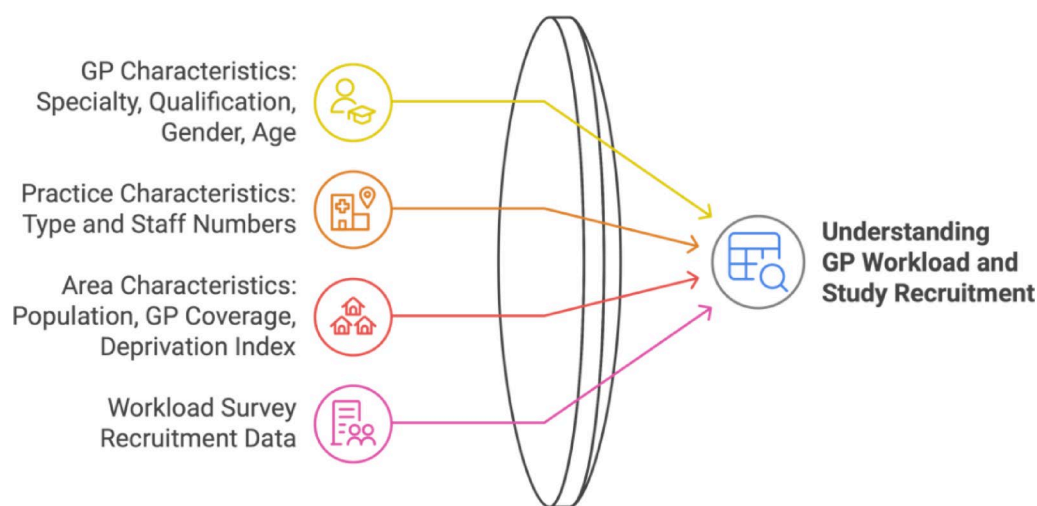 GP Characteristics:
Specialty, Qualification,
Gender, Age
Practice Characteristics:
Type and Staff Numbers
Area Characteristics:
Population, GP Coverage,
Deprivation Index
Workload Survey
Recruitment Data
Understanding
GP Workload and
Study Recruitment